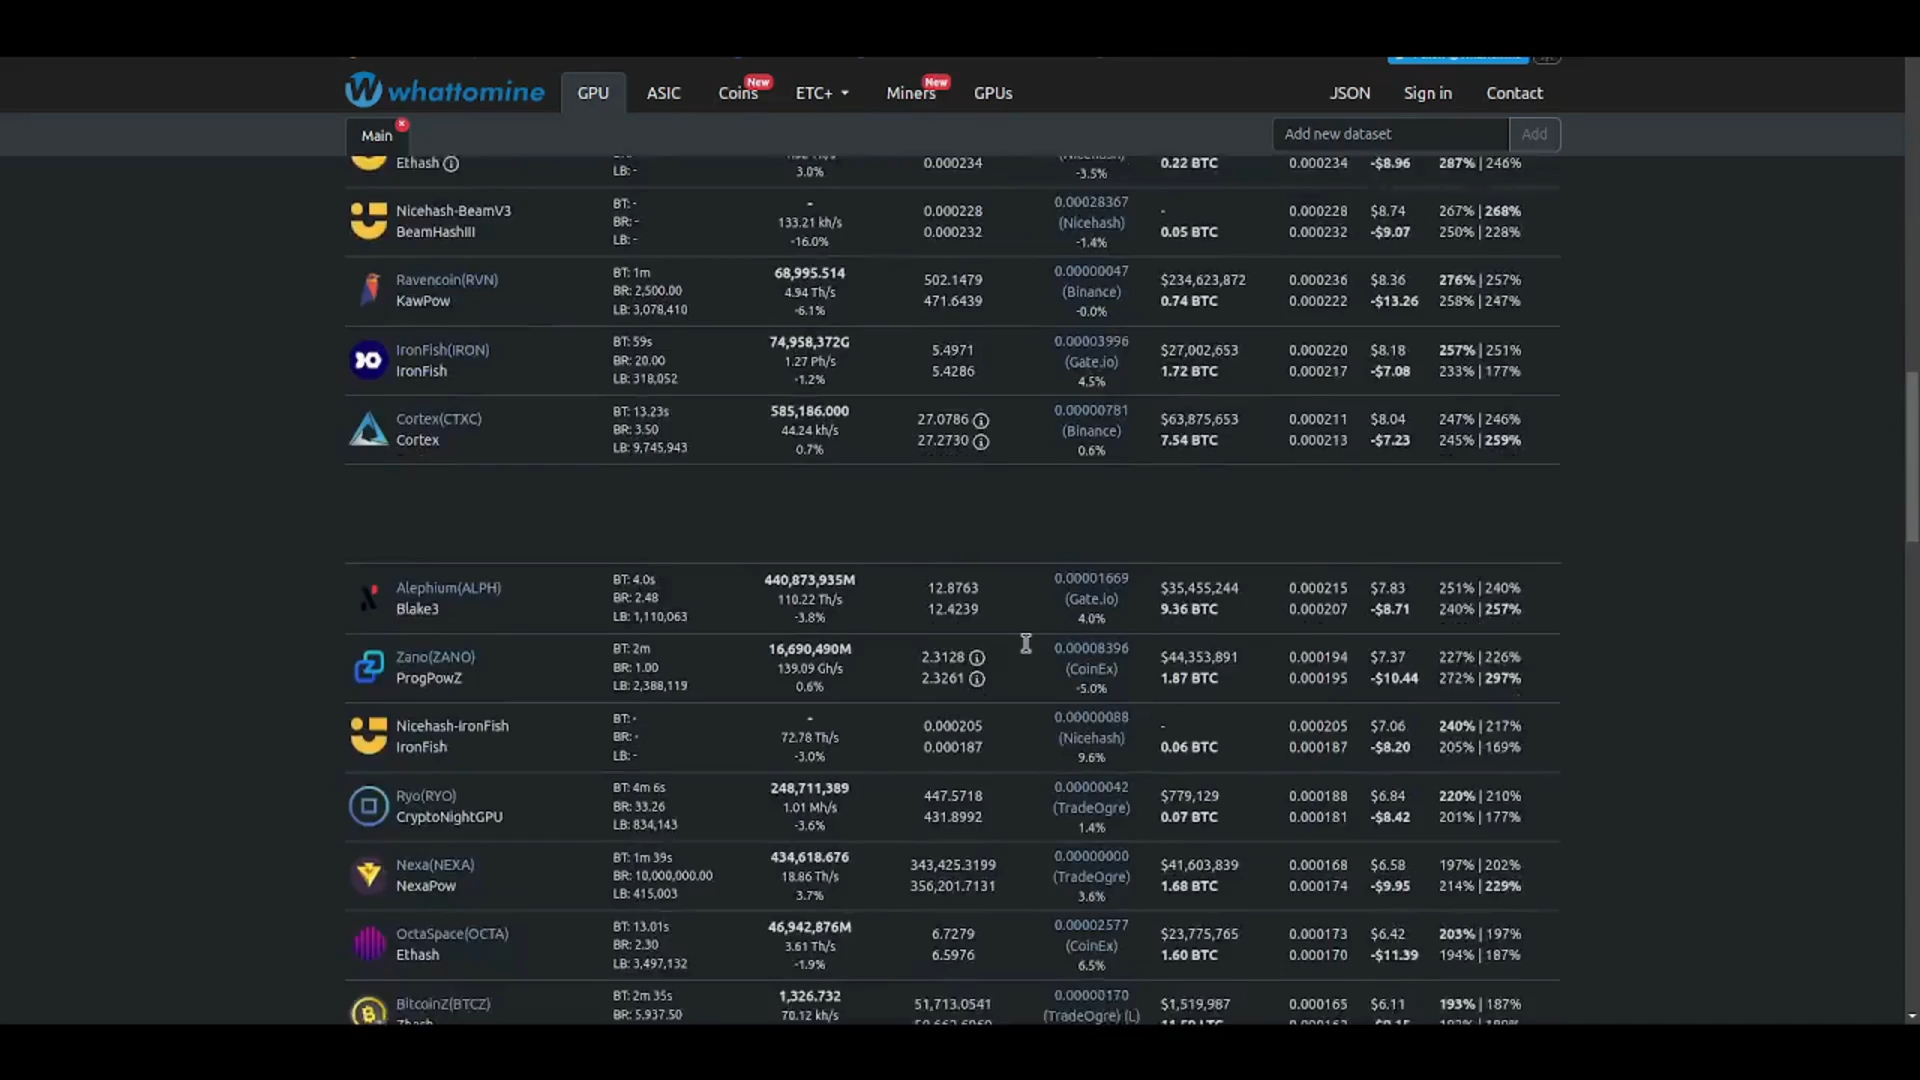 whattomine GPU ASIC Coins New ETC+ Miners New GPUs JSON Sign in Contact
Main Add new dataset Add
Ethash LB: - 3.0% 0.000234 -3.5% 0.22 BTC 0.000234 -$8.96 287% | 246%
Nicehash-BeamV3 BT: - - 0.000228 0.00028367 - 0.000228 $8.74 267% | 268%
BeamHashIII BR: - 133.21 kh/s 0.000232 (Nicehash) 0.05 BTC 0.000232 -$9.07 250% | 228%
LB: - -16.0% -1.4%
Ravencoin(RVN) BT: 1m 68,995.514 502.1479 0.00000047 $234,623,872 0.000236 $8.36 276% | 257%
KawPow BR: 2,500.00 4.94 Th/s 471.6439 (Binance) 0.74 BTC 0.000222 -$13.26 258% | 247%
LB: 3,078,410 -6.1% -0.0%
IronFish(IRON) BT: 59s 74,958,372G 5.4971 0.00003996 $27,002,653 0.000220 $8.18 257% | 251%
IronFish BR: 20.00 1.27 Ph/s 5.4286 (Gate.io) 1.72 BTC 0.000217 -$7.08 233% | 177%
LB: 318,052 -1.2% 4.5%
Cortex(CTXC) BT: 13.23s 585,186.000 27.0786 0.00000781 $63,875,653 0.000211 $8.04 247% | 246%
Cortex BR: 3.50 44.24 kh/s 27.2730 (Binance) 7.54 BTC 0.000213 -$7.23 245% | 259%
LB: 9,745,943 0.7% 0.6%
Alephium(ALPH) BT: 4.0s 440,873,935M 12.8763 0.00001669 $35,455,244 0.000215 $7.83 251% | 240%
Blake3 BR: 2.48 110.22 Th/s 12.4239 (Gate.io) 9.36 BTC 0.000207 -$8.71 240% | 257%
LB: 1,110,063 -3.8% 4.0%
Zano(ZANO) BT: 2m 16,690,490M 2.3128 0.00008396 $44,353,891 0.000194 $7.37 227% | 226%
ProgPowZ BR: 1.00 139.09 Gh/s 2.3261 (CoinEx) 1.87 BTC 0.000195 -$10.44 272% | 297%
LB: 2,388,119 0.6% -5.0%
Nicehash-IronFish BT: - - 0.000205 0.00000088 - 0.000205 $7.06 240% | 217%
IronFish BR: - 72.78 Th/s 0.000187 (Nicehash) 0.06 BTC 0.000187 -$8.20 205% | 169%
LB: - -3.0% 9.6%
Ryo(RYO) BT: 4m 6s 248,711,389 447.5718 0.00000042 $779,129 0.000188 $6.84 220% | 210%
CryptoNightGPU BR: 33.26 1.01 Mh/s 431.8992 (TradeOgre) 0.07 BTC 0.000181 -$8.42 201% | 177%
LB: 834,143 -3.6% 1.4%
Nexa(NEXA) BT: 1m 39s 434,618.676 343,425.3199 0.00000000 $41,603,839 0.000168 $6.58 197% | 202%
NexaPow BR: 10,000,000.00 18.86 Th/s 356,201.7131 (TradeOgre) 1.68 BTC 0.000174 -$9.95 214% | 229%
LB: 415,003 3.7% 3.6%
OctaSpace(OCTA) BT: 13.01s 46,942,876M 6.7279 0.00002577 $23,775,765 0.000173 $6.42 203% | 197%
Ethash BR: 2.30 3.61 Th/s 6.5976 (CoinEx) 1.60 BTC 0.000170 -$11.39 194% | 187%
LB: 3,497,132 -1.9% 6.5%
BitcoinZ(BTCZ) BT: 2m 35s 1,326.732 51,713.0541 0.00000170 $1,519,987 0.000165 $6.11 193% | 187%
BR: 5,937.50 70.12 kh/s (TradeOgre) (L)